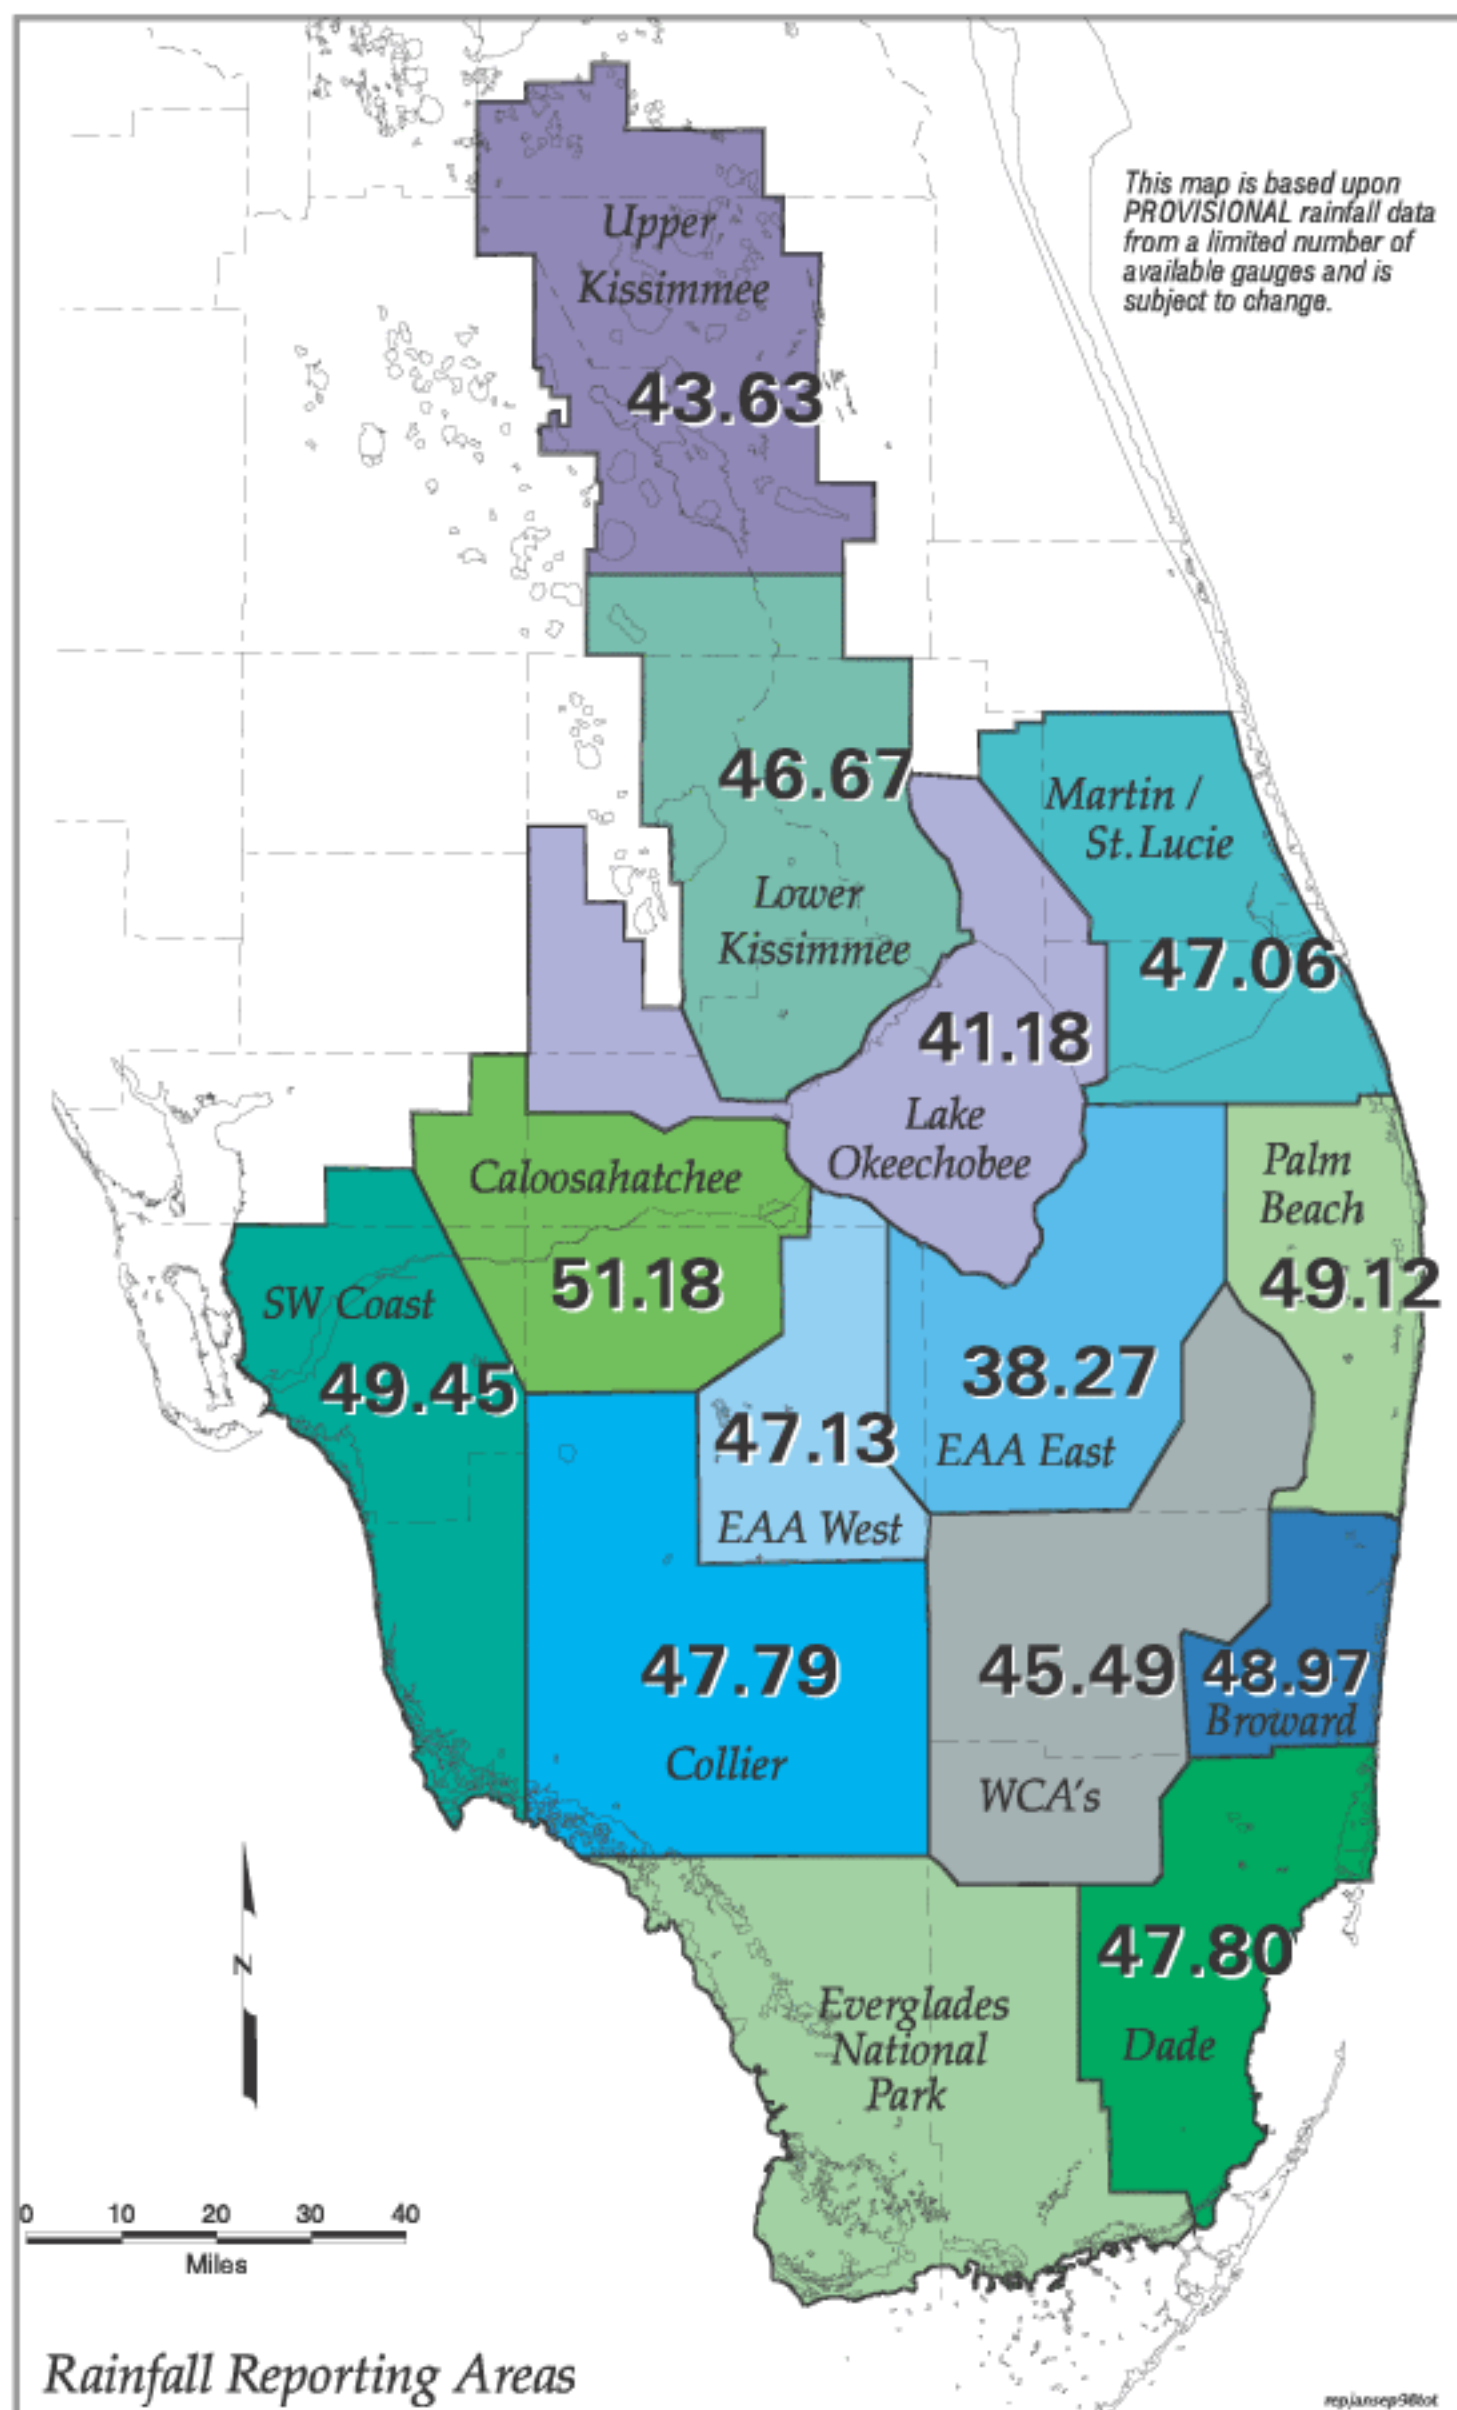 This map is based upon
PROVISIONAL rainfall data
from a limited number of
available gauges and is
subject to change.
Upper
Kissimmee
43.63
46.67
Lower
Kissimmee
Martin /
St. Lucie
47.06
41.18
Lake
Okeechobee
Caloosahatchee
51.18
SW Coast
49.45
Palm
Beach
49.12
38.27
EAA East
47.13
EAA West
47.79
Collier
45.49
WCA's
48.97
Broward
47.80
Dade
Everglades
National
Park
N
0 10 20 30 40
Miles
Rainfall Reporting Areas
repjansep98tot